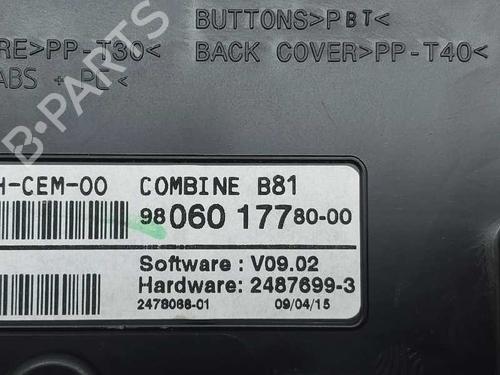 BUTTONS>PBT<
RE>PP-T30< BACK COVER>PP-T40<
ABS + PC<
H-CEM-00 COMBINE B81
98 060 177 80-00
Software : V09.02
Hardware: 2487699-3
2478068-01 09/04/15
B-PARTS